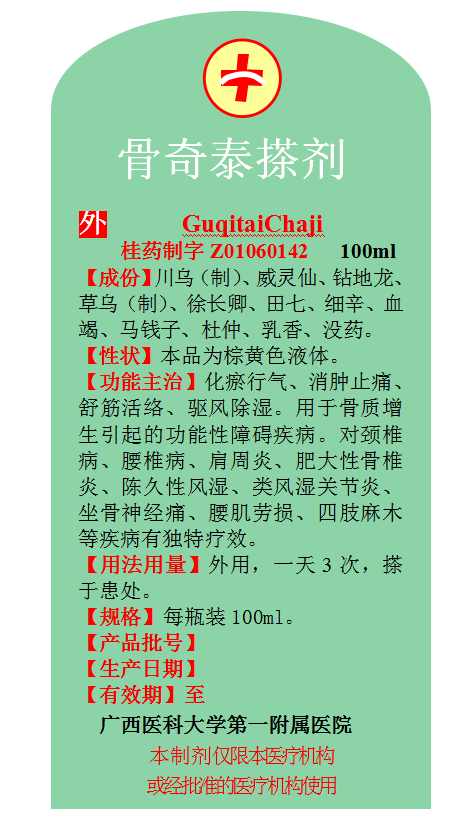 骨奇泰搽剂
外 GuqitaiChaji
桂药制字 Z01060142 100ml
【成份】川乌（制）、威灵仙、钻地龙、
草乌（制）、徐长卿、田七、细辛、血
竭、马钱子、杜仲、乳香、没药。
【性状】本品为棕黄色液体。
【功能主治】化瘀行气、消肿止痛、
舒筋活络、驱风除湿。用于骨质增
生引起的功能性障碍疾病。对颈椎
病、腰椎病、肩周炎、肥大性骨椎
炎、陈久性风湿、类风湿关节炎、
坐骨神经痛、腰肌劳损、四肢麻木
等疾病有独特疗效。
【用法用量】外用，一天 3 次，搽
于患处。
【规格】每瓶装 100ml。
【产品批号】
【生产日期】
【有效期】至
广西医科大学第一附属医院
本制剂仅限本医疗机构
或经批准的医疗机构使用